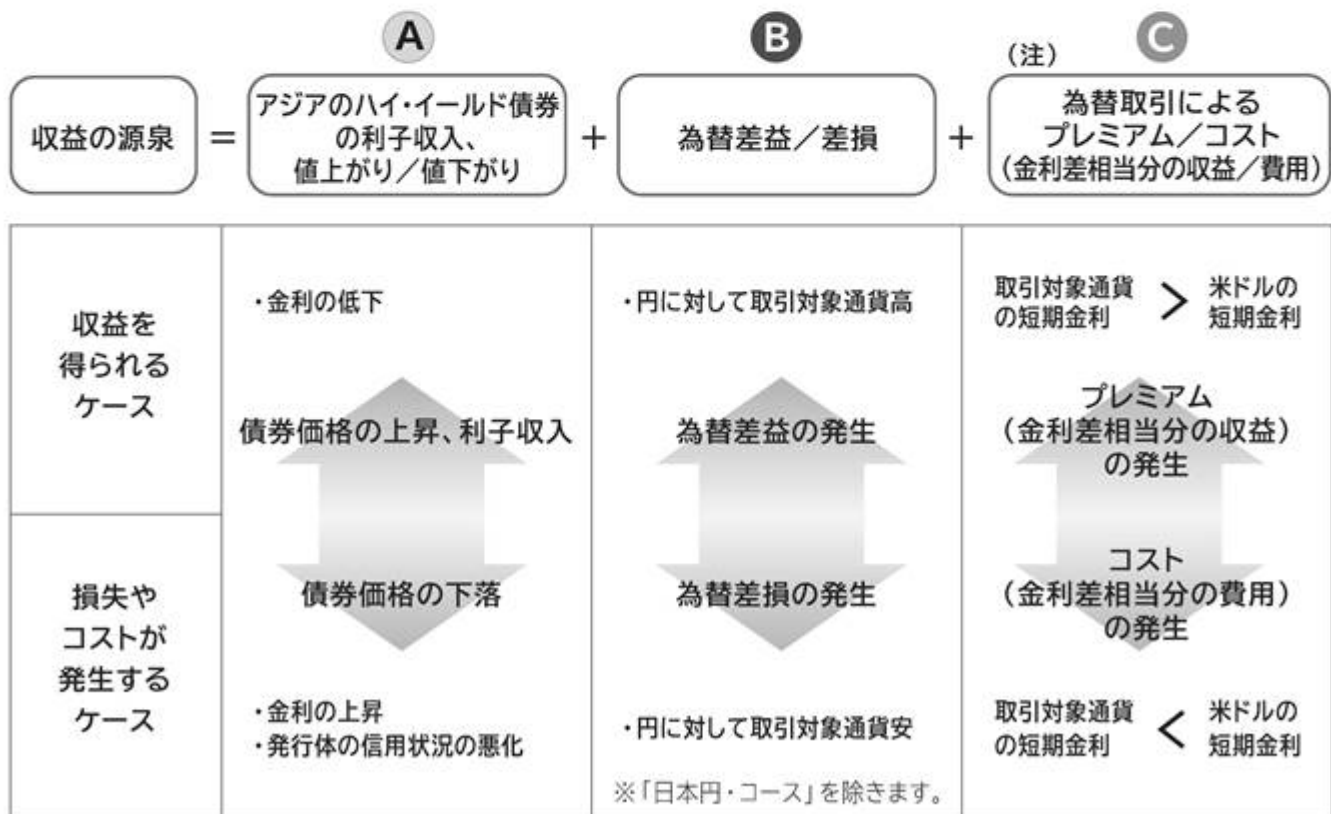 A
B
C
(注)
収益の源泉
=
アジアのハイ・イールド債券
の利子収入、
値上がり／値下がり
+
為替差益／差損
+
為替取引による
プレミアム／コスト
(金利差相当分の収益／費用)
収益を
得られる
ケース
・金利の低下
債券価格の上昇、利子収入
・円に対して取引対象通貨高
為替差益の発生
取引対象通貨
の短期金利
>
米ドルの
短期金利
プレミアム
(金利差相当分の収益)
の発生
損失や
コストが
発生する
ケース
債券価格の下落
・金利の上昇
・発行体の信用状況の悪化
為替差損の発生
・円に対して取引対象通貨安
※「日本円・コース」を除きます。
コスト
(金利差相当分の費用)
の発生
取引対象通貨
の短期金利
<
米ドルの
短期金利